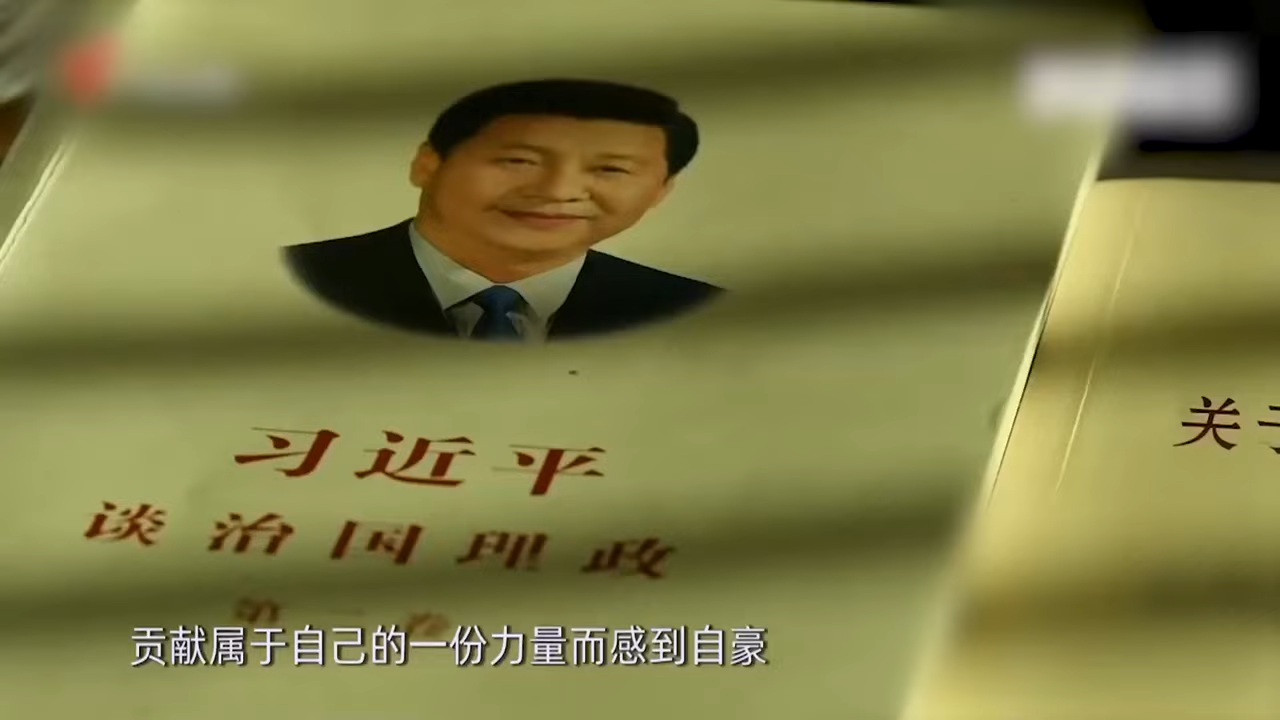 习近平
谈治国理政
关于
贡献属于自己的一份力量而感到自豪